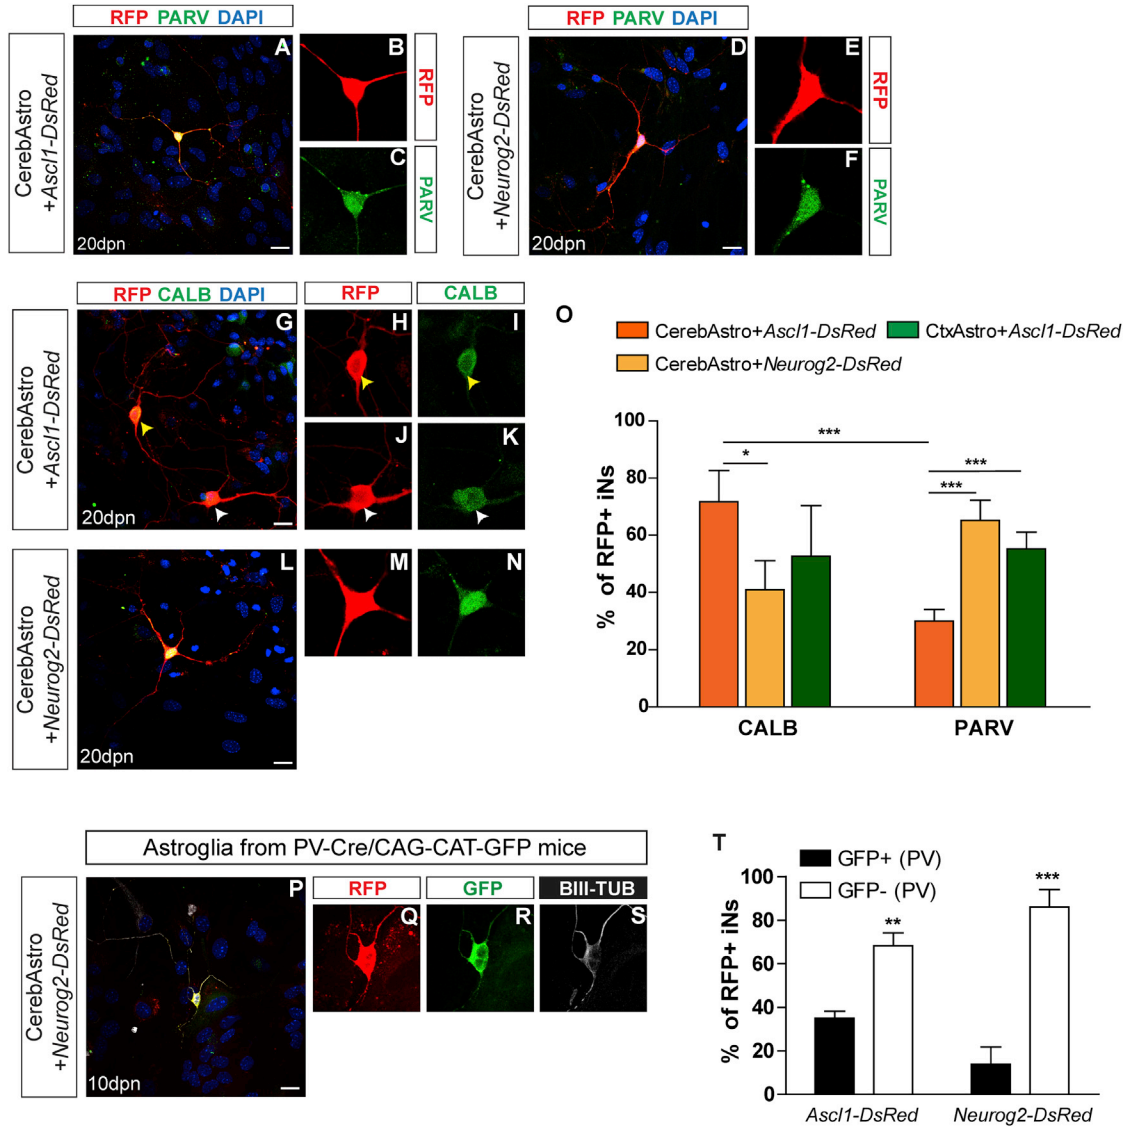 RFP PARV DAPI
CerebAstro
+Ascl1-DsRed
A
20dpn
B
RFP
C
PARV
RFP PARV DAPI
CerebAstro
+Neurog2-DsRed
D
20dpn
E
RFP
F
PARV
RFP CALB DAPI
RFP
CALB
CerebAstro
+Ascl1-DsRed
G
20dpn
H
I
J
K
CerebAstro
+Neurog2-DsRed
L
20dpn
M
N
O
CerebAstro+Ascl1-DsRed
CtxAstro+Ascl1-DsRed
CerebAstro+Neurog2-DsRed
% of RFP+ iNs
100
80
60
40
20
0
***
*
***
***
CALB
PARV
Astroglia from PV-Cre/CAG-CAT-GFP mice
CerebAstro
+Neurog2-DsRed
P
10dpn
RFP
GFP
BIII-TUB
Q
R
S
T
GFP+ (PV)
GFP- (PV)
% of RFP+ iNs
100
80
60
40
20
0
**
***
Ascl1-DsRed
Neurog2-DsRed